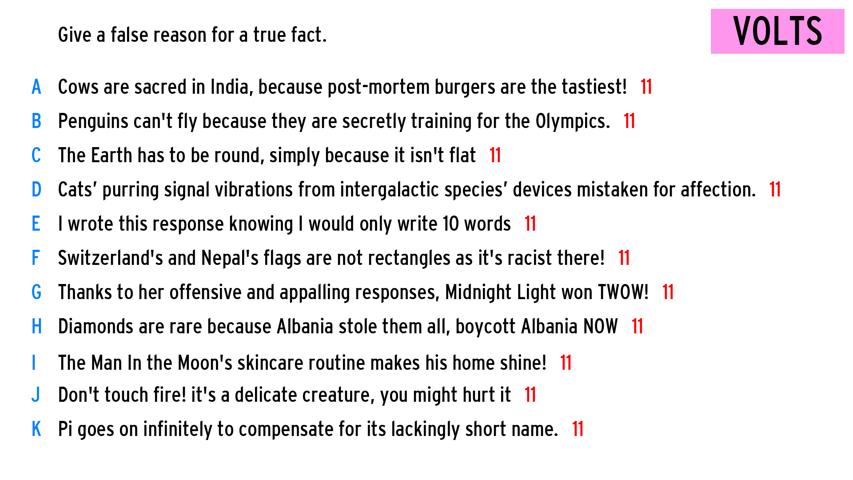 Give a false reason for a true fact.
VOLTS
A Cows are sacred in India, because post-mortem burgers are the tastiest! 11
B Penguins can't fly because they are secretly training for the Olympics. 11
C The Earth has to be round, simply because it isn't flat 11
D Cats’ purring signal vibrations from intergalactic species’ devices mistaken for affection. 11
E I wrote this response knowing I would only write 10 words 11
F Switzerland's and Nepal's flags are not rectangles as it's racist there! 11
G Thanks to her offensive and appalling responses, Midnight Light won TWOW! 11
H Diamonds are rare because Albania stole them all, boycott Albania NOW 11
I The Man In the Moon's skincare routine makes his home shine! 11
J Don't touch fire! it's a delicate creature, you might hurt it 11
K Pi goes on infinitely to compensate for its lackingly short name. 11